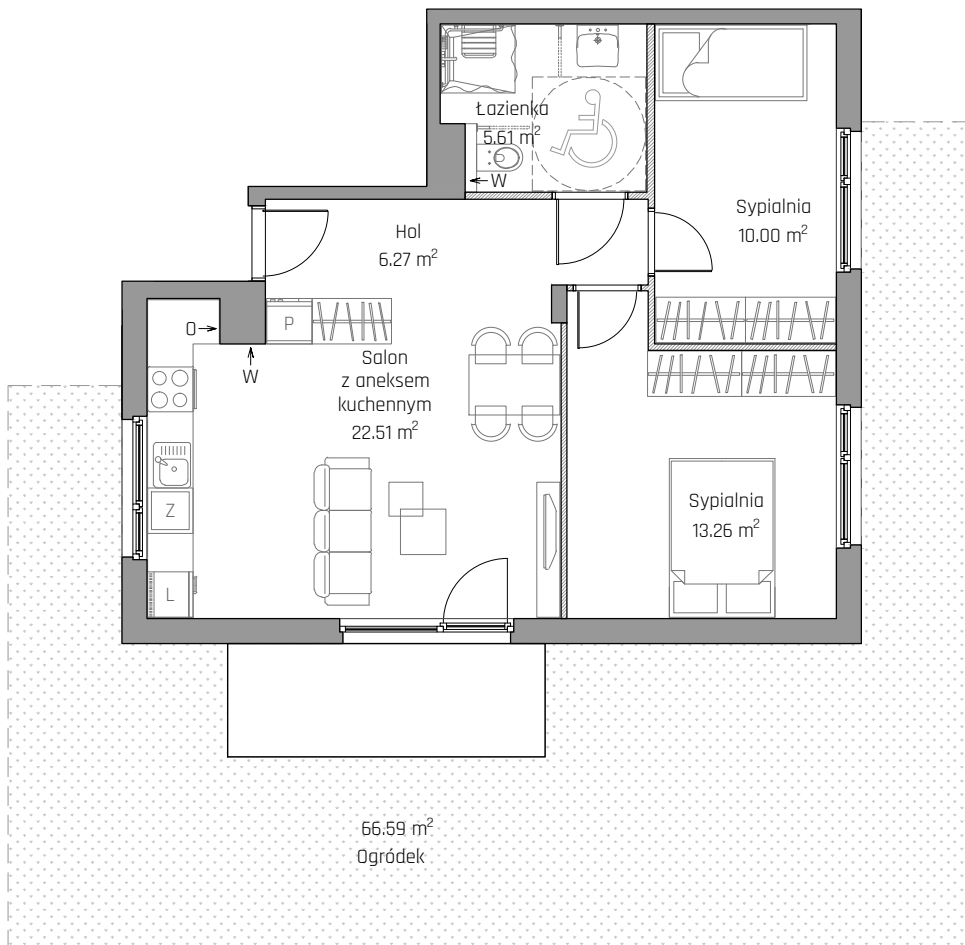 Łazienka
5.61 m²
W
Sypialnia
10.00 m²
Hol
6.27 m²
O
P
W
Salon
z aneksem
kuchennym
22.51 m²
Z
L
Sypialnia
13.26 m²
66.59 m²
Ogródek